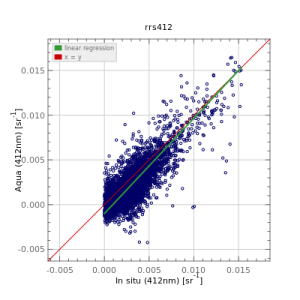 rrs412
linear regression
x = y
0.015
0.010
0.005
0.000
-0.005
-0.005 0.000 0.005 0.010 0.015
Aqua (412nm) [sr⁻¹]
In situ (412nm) [sr⁻¹]